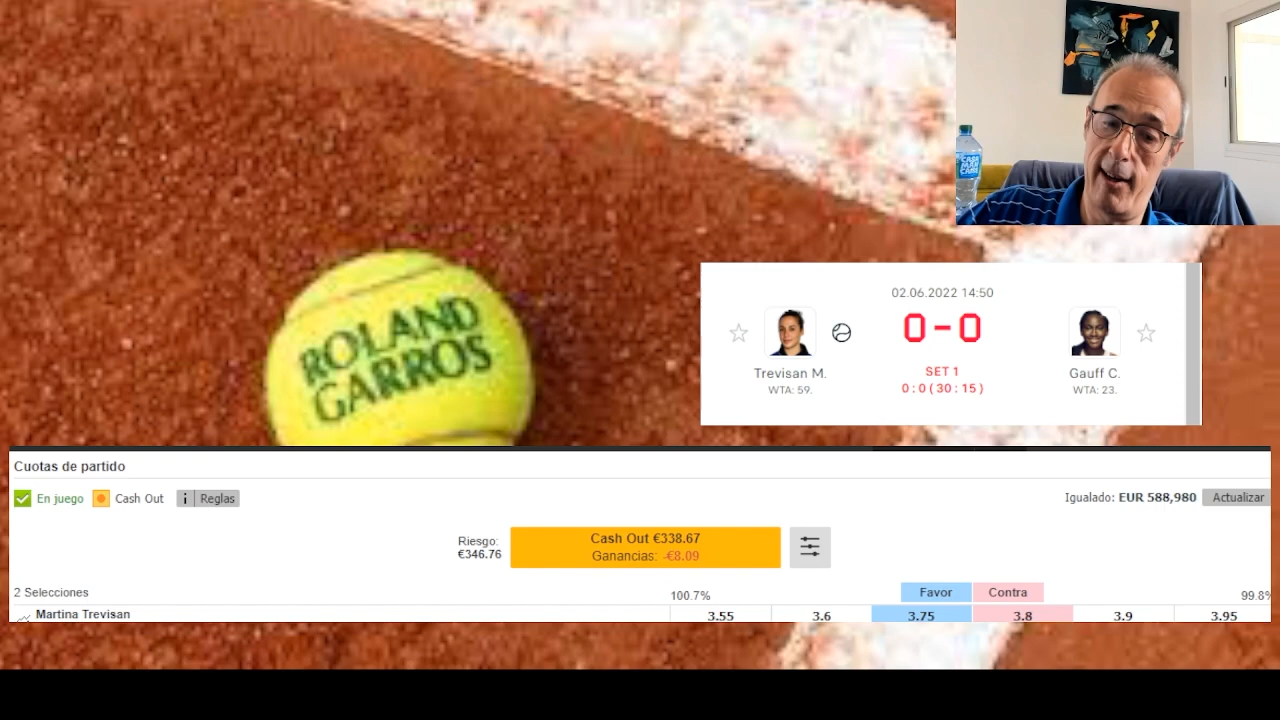 CASA
MAN
CAME
ROLAND
GARROS
02.06.2022 14:50
0-0
Trevisan M.
WTA: 59.
SET 1
0 : 0 ( 30 : 15 )
Gauff C.
WTA: 23.
Cuotas de partido
En juego Cash Out i Reglas
Igualado: EUR 588,980 Actualizar
Riesgo:
€346.76
Cash Out €338.67
Ganancias: -€8.09
2 Selecciones 100.7% Favor Contra 99.8%
Martina Trevisan 3.55 3.6 3.75 3.8 3.9 3.95